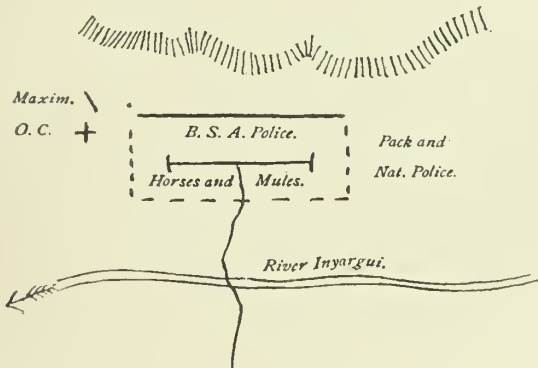 Maxim.
O. C.
B. S. A. Police.
Pack and
Nat. Police.
Horses and Mules.
River Inyargui.